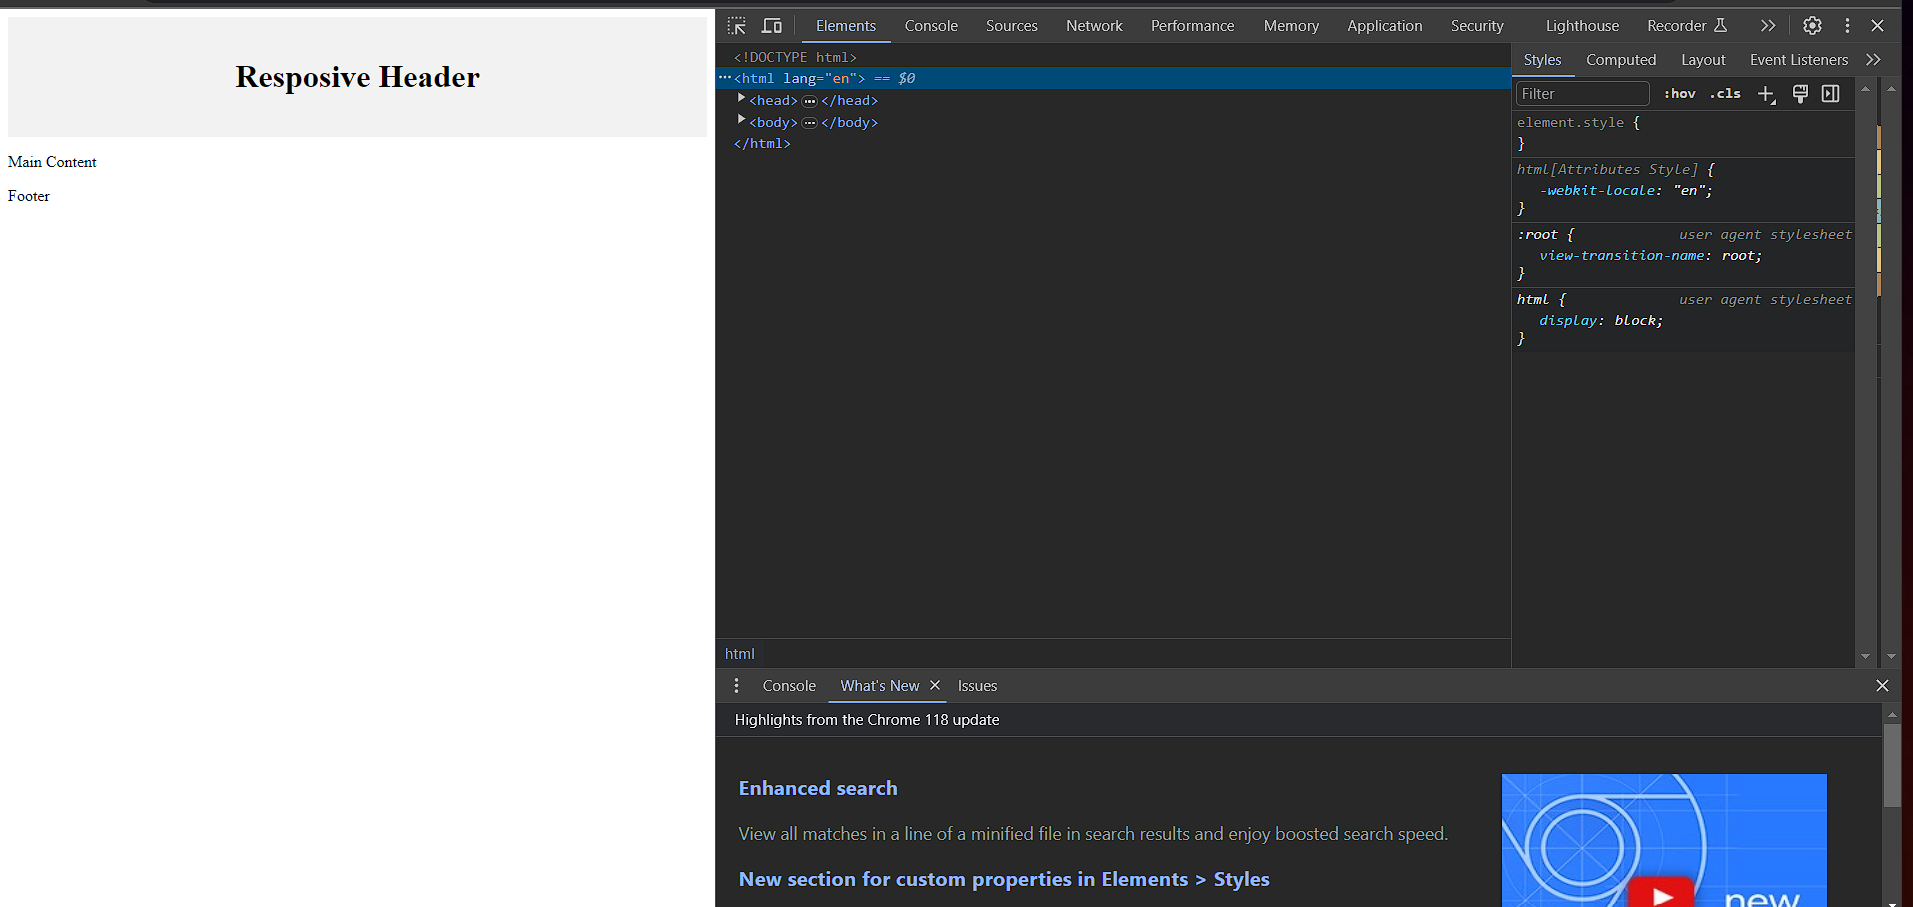 Resposive Header
Main Content
Footer
Elements Console Sources Network Performance Memory Application Security Lighthouse Recorder
<!DOCTYPE html>
<html lang="en"> == $0
<head>…</head>
<body>…</body>
</html>
html
Styles Computed Layout Event Listeners
Filter :hov .cls
element.style {
}
html[Attributes Style] {
-webkit-locale: "en";
}
:root { user agent stylesheet
view-transition-name: root;
}
html { user agent stylesheet
display: block;
}
Console What's New Issues
Highlights from the Chrome 118 update
Enhanced search
View all matches in a line of a minified file in search results and enjoy boosted search speed.
New section for custom properties in Elements > Styles
new